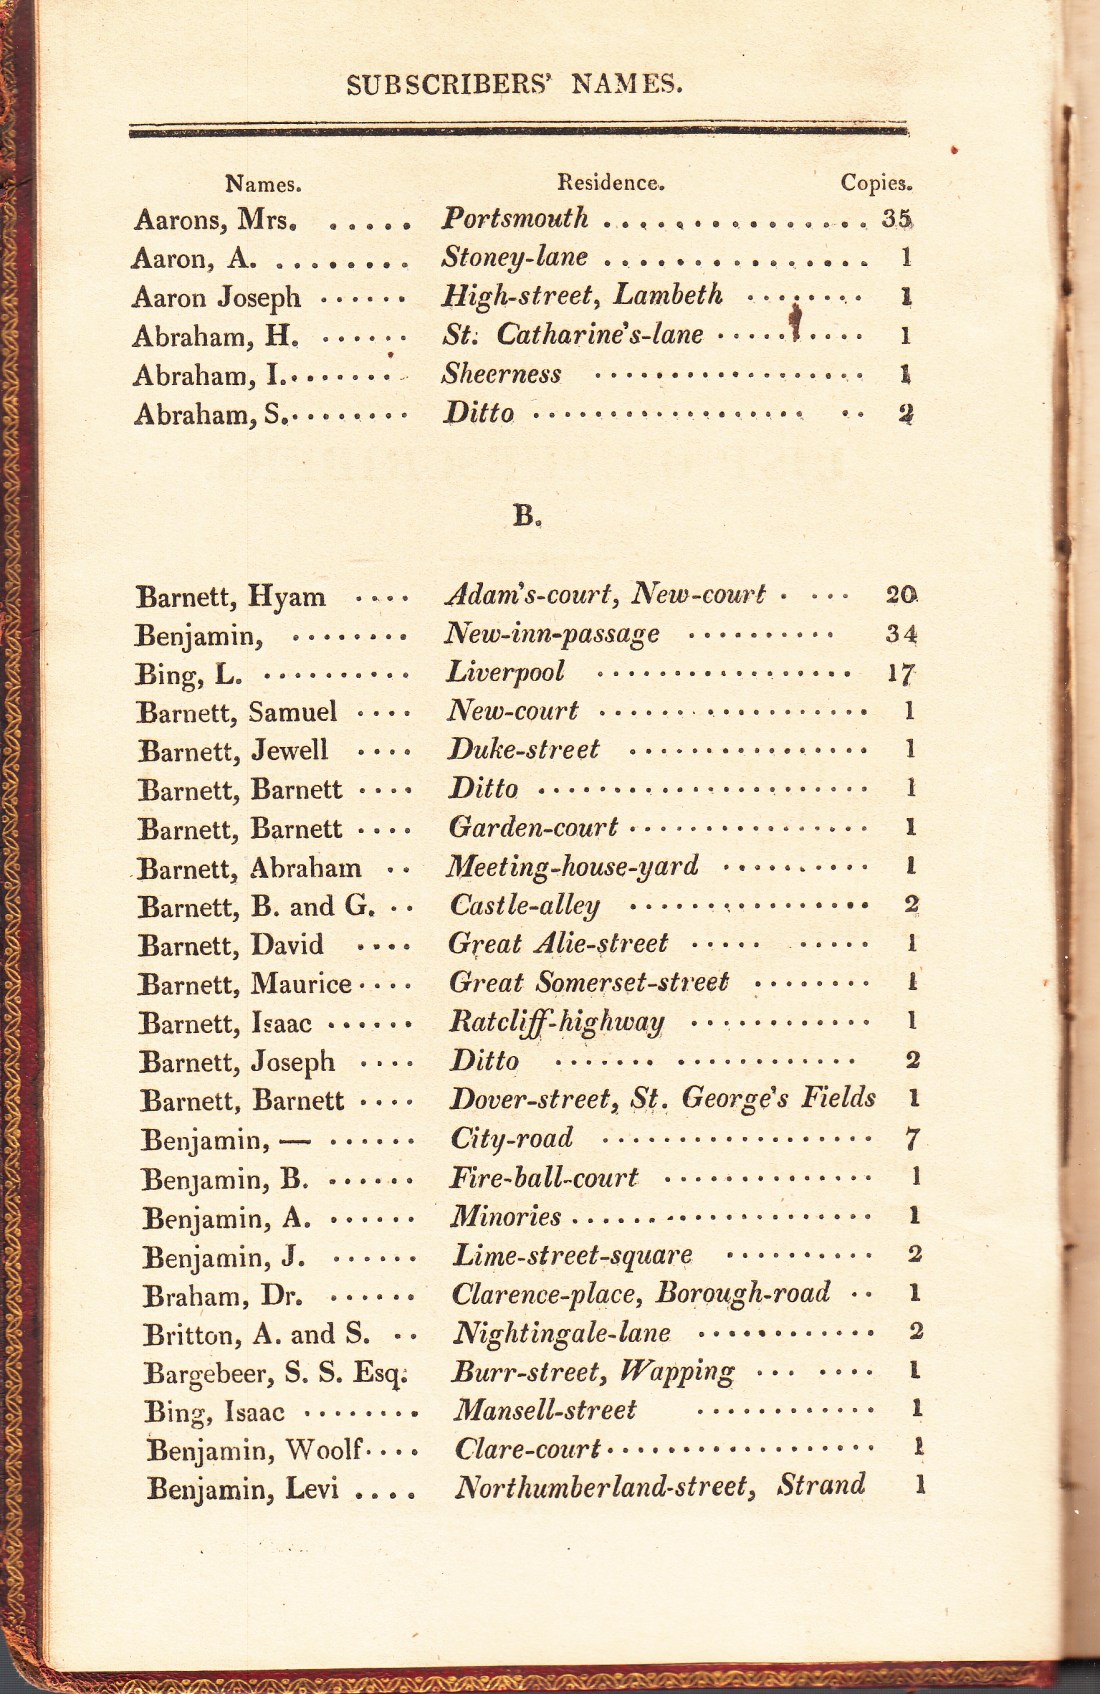 SUBSCRIBERS' NAMES.
Names. Residence. Copies.
Aarons, Mrs. ..... Portsmouth ............... 35
Aaron, A. ........ Stoney-lane ............... 1
Aaron Joseph ...... High-street, Lambeth ........ 1
Abraham, H. ...... St. Catharine's-lane .......... 1
Abraham, I........ Sheerness .................. 1
Abraham, S......... Ditto .................. .. 2
B.
Barnett, Hyam .... Adam's-court, New-court . ... 20
Benjamin, ........ New-inn-passage .......... 34
Bing, L. .......... Liverpool ................. 17
Barnett, Samuel .... New-court ................... 1
Barnett, Jewell .... Duke-street ................ 1
Barnett, Barnett .... Ditto ....................... 1
Barnett, Barnett .... Garden-court ................ 1
Barnett, Abraham .. Meeting-house-yard .......... 1
Barnett, B. and G. .. Castle-alley ................ 2
Barnett, David .... Great Alie-street ..... ..... 1
Barnett, Maurice .... Great Somerset-street ........ 1
Barnett, Isaac ...... Ratcliff-highway ............ 1
Barnett, Joseph .... Ditto ....... ............ 2
Barnett, Barnett .... Dover-street, St. George's Fields 1
Benjamin, — ...... City-road .................. 7
Benjamin, B. ...... Fire-ball-court .............. 1
Benjamin, A. ...... Minories .................... 1
Benjamin, J. ...... Lime-street-square .......... 2
Braham, Dr. ...... Clarence-place, Borough-road .. 1
Britton, A. and S. .. Nightingale-lane ............ 2
Bargebeer, S. S. Esq. Burr-street, Wapping ... .... 1
Bing, Isaac ........ Mansell-street ............ 1
Benjamin, Woolf.... Clare-court .................. 1
Benjamin, Levi .... Northumberland-street, Strand 1